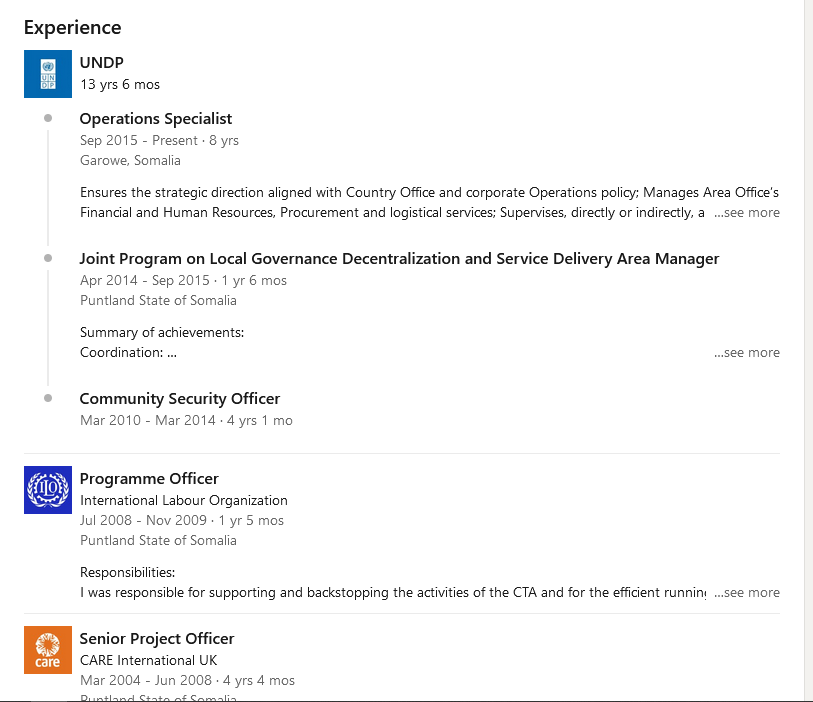 Experience
UNDP
13 yrs 6 mos
Operations Specialist
Sep 2015 - Present · 8 yrs
Garowe, Somalia
Ensures the strategic direction aligned with Country Office and corporate Operations policy; Manages Area Office's
Financial and Human Resources, Procurement and logistical services; Supervises, directly or indirectly, a ...see more
Joint Program on Local Governance Decentralization and Service Delivery Area Manager
Apr 2014 - Sep 2015 · 1 yr 6 mos
Puntland State of Somalia
Summary of achievements:
Coordination: ... ...see more
Community Security Officer
Mar 2010 - Mar 2014 · 4 yrs 1 mo
Programme Officer
International Labour Organization
Jul 2008 - Nov 2009 · 1 yr 5 mos
Puntland State of Somalia
Responsibilities:
I was responsible for supporting and backstopping the activities of the CTA and for the efficient running ...see more
care
Senior Project Officer
CARE International UK
Mar 2004 - Jun 2008 · 4 yrs 4 mos
Puntland State of Somalia